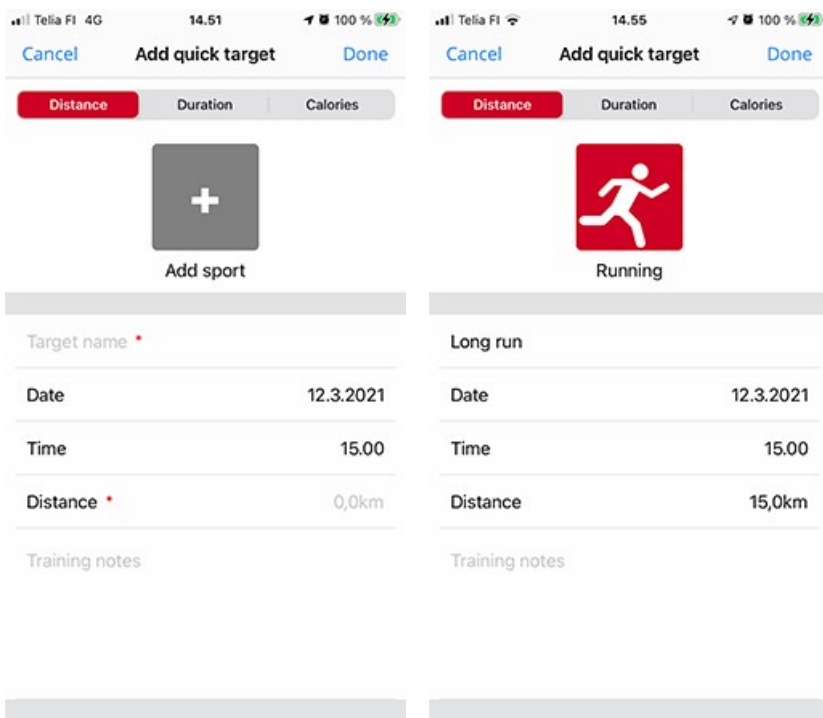 Telia FI 4G 14.51 100 %
Cancel Add quick target Done
Distance Duration Calories
Add sport
Target name *
Date 12.3.2021
Time 15.00
Distance * 0,0km
Training notes
Telia FI 14.55 100 %
Cancel Add quick target Done
Distance Duration Calories
Running
Long run
Date 12.3.2021
Time 15.00
Distance 15,0km
Training notes